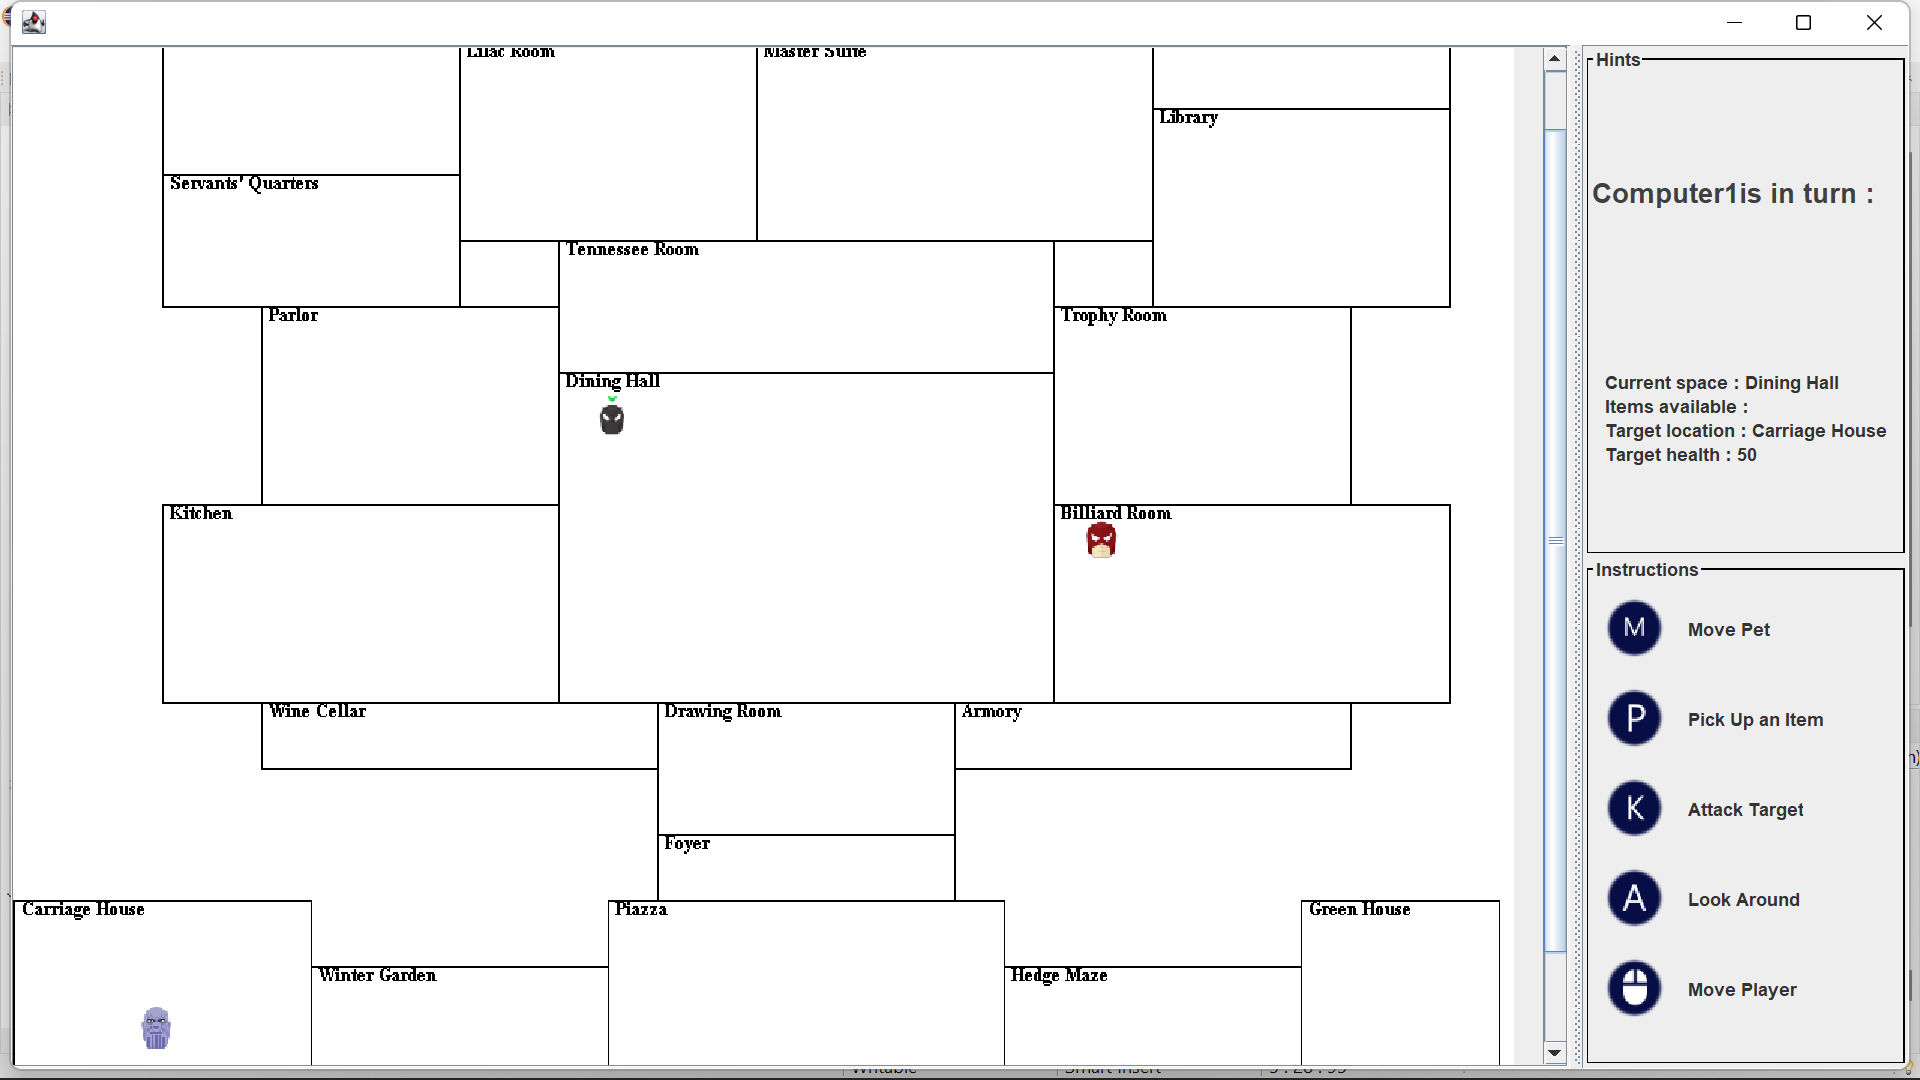 Lilac Room
Master Suite
Library
Servants' Quarters
Tennessee Room
Parlor
Trophy Room
Dining Hall
Kitchen
Billiard Room
Wine Cellar
Drawing Room
Armory
Foyer
Carriage House
Piazza
Green House
Winter Garden
Hedge Maze
Hints
Computer1is in turn :
Current space : Dining Hall
Items available :
Target location : Carriage House
Target health : 50
Instructions
M Move Pet
P Pick Up an Item
K Attack Target
A Look Around
Move Player